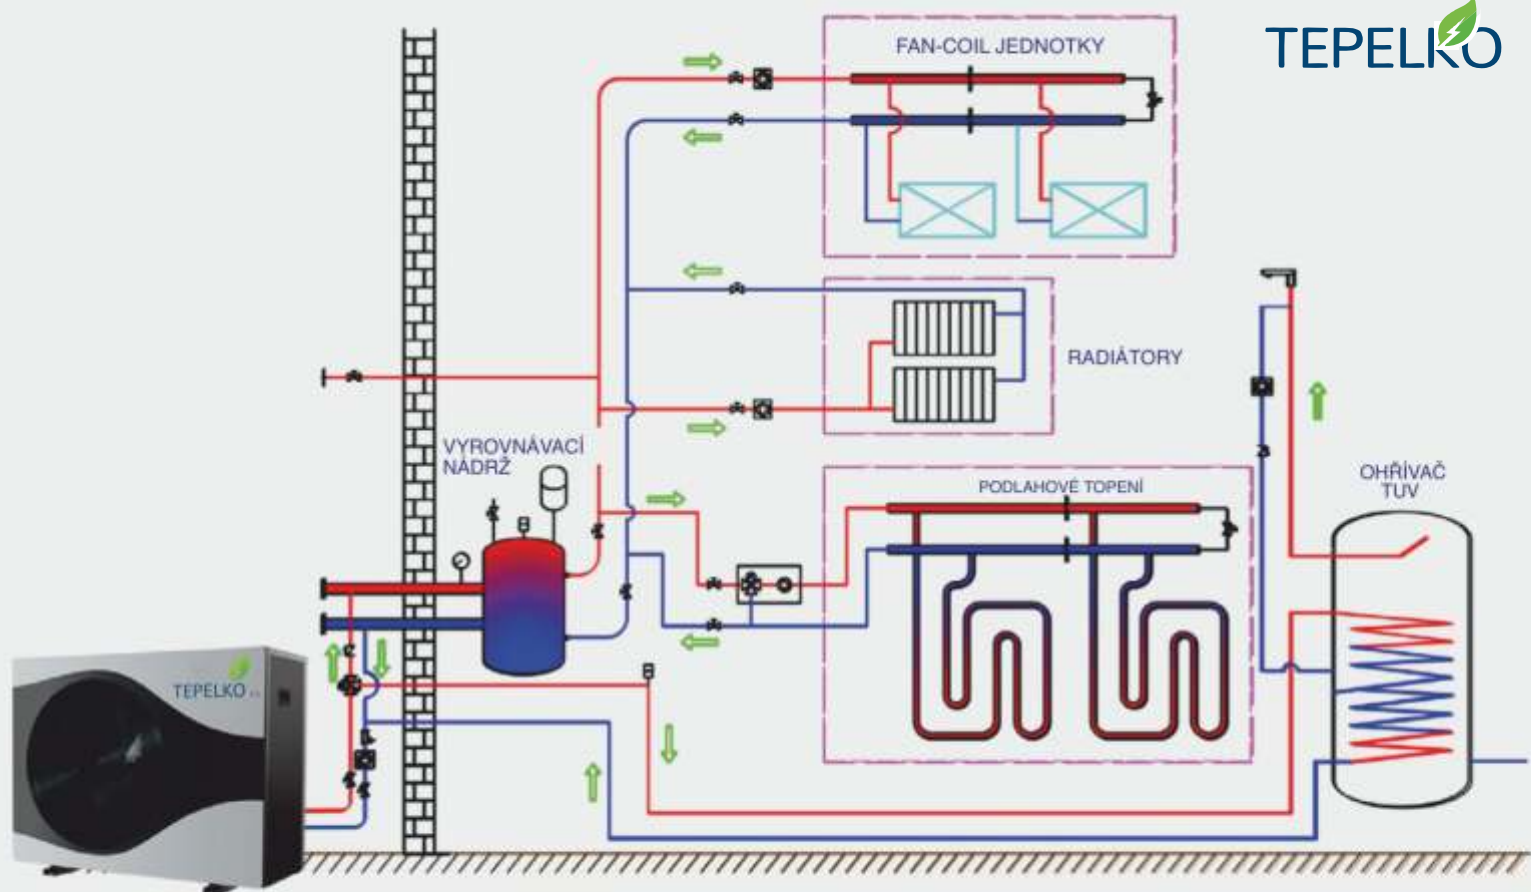 TEPELKO
FAN-COIL JEDNOTKY
RADIÁTORY
VYROVNÁVACÍ
NÁDRŽ
PODLAHOVÉ TOPENÍ
OHŘÍVAČ
TUV
TEPELKO